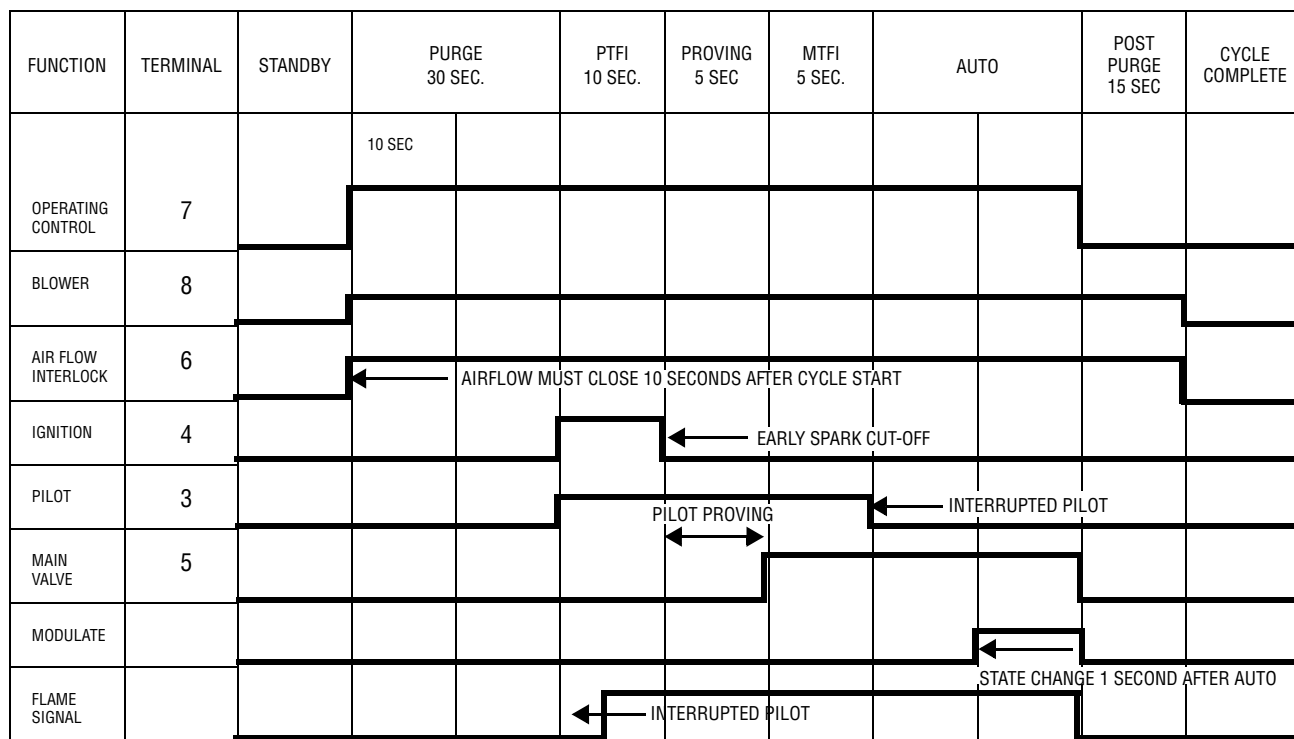 FUNCTION
TERMINAL
STANDBY
PURGE
30 SEC.
PTFI
10 SEC.
PROVING
5 SEC
MTFI
5 SEC.
AUTO
POST
PURGE
15 SEC
CYCLE
COMPLETE
10 SEC
OPERATING
CONTROL
7
BLOWER
8
AIR FLOW
INTERLOCK
6
AIRFLOW MUST CLOSE 10 SECONDS AFTER CYCLE START
IGNITION
4
EARLY SPARK CUT-OFF
PILOT
3
INTERRUPTED PILOT
PILOT PROVING
MAIN
VALVE
5
MODULATE
STATE CHANGE 1 SECOND AFTER AUTO
FLAME
SIGNAL
INTERRUPTED PILOT